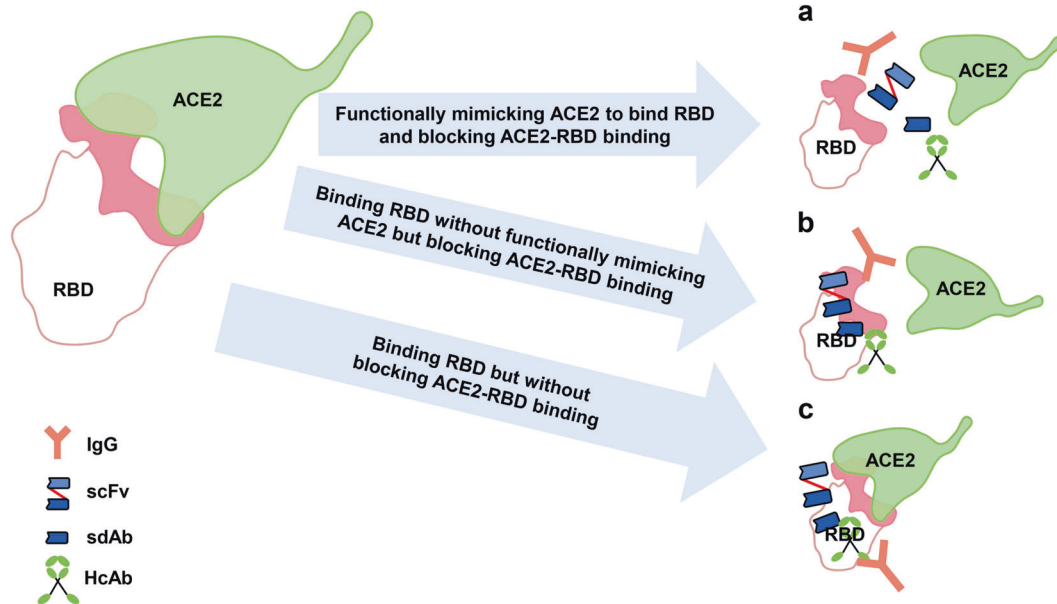 ACE2
RBD
Functionally mimicking ACE2 to bind RBD
and blocking ACE2-RBD binding
Binding RBD without functionally mimicking
ACE2 but blocking ACE2-RBD binding
Binding RBD but without
blocking ACE2-RBD binding
IgG
scFv
sdAb
HcAb
a
ACE2
RBD
b
ACE2
RBD
c
ACE2
RBD